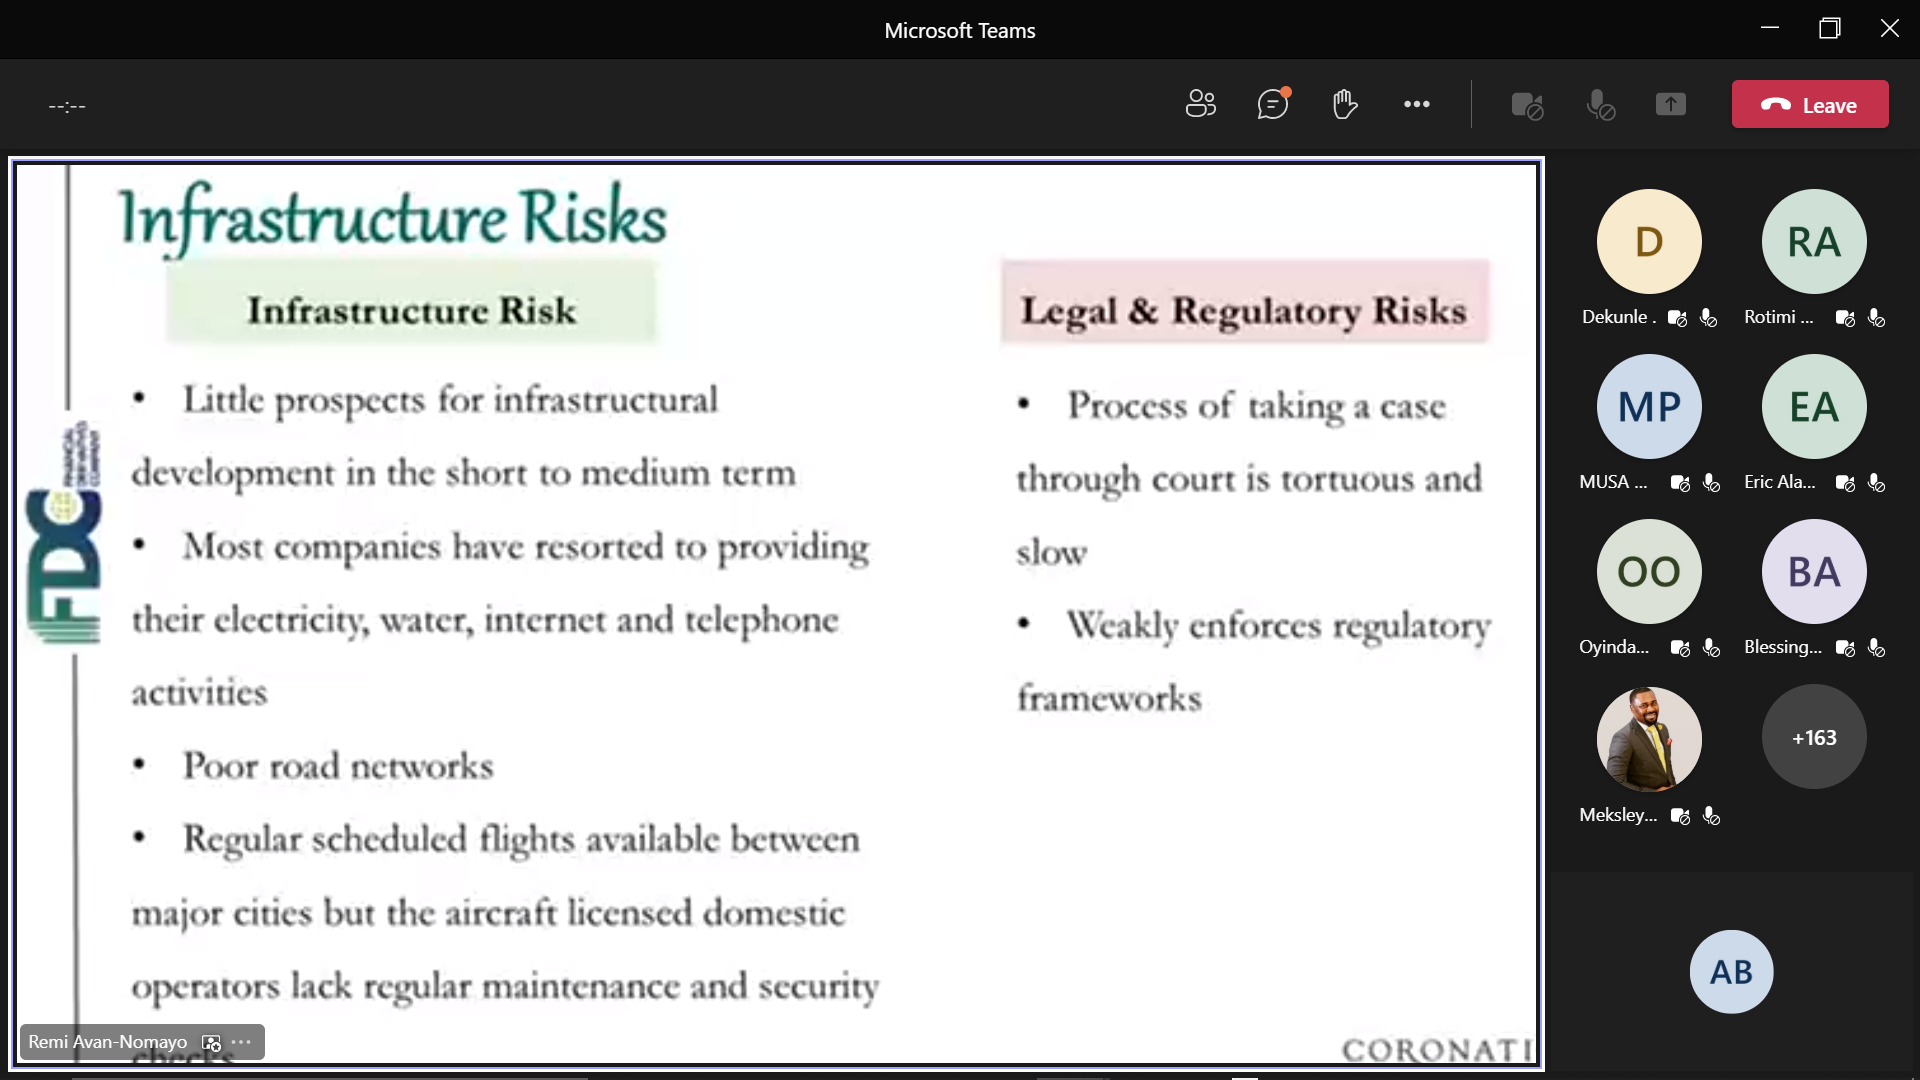 Microsoft Teams
--:--
Leave
Infrastructure Risks
Infrastructure Risk
• Little prospects for infrastructural
development in the short to medium term
• Most companies have resorted to providing
their electricity, water, internet and telephone
activities
• Poor road networks
• Regular scheduled flights available between
major cities but the aircraft licensed domestic
operators lack regular maintenance and security
checks
Legal & Regulatory Risks
• Process of taking a case
through court is tortuous and
slow
• Weakly enforces regulatory
frameworks
FDC
FINANCIAL
DERIVATIVES
COMPANY
CORONATI
Remi Avan-Nomayo
D
RA
Dekunle .
Rotimi ...
MP
EA
MUSA ...
Eric Ala...
OO
BA
Oyinda...
Blessing...
+163
Meksley...
AB